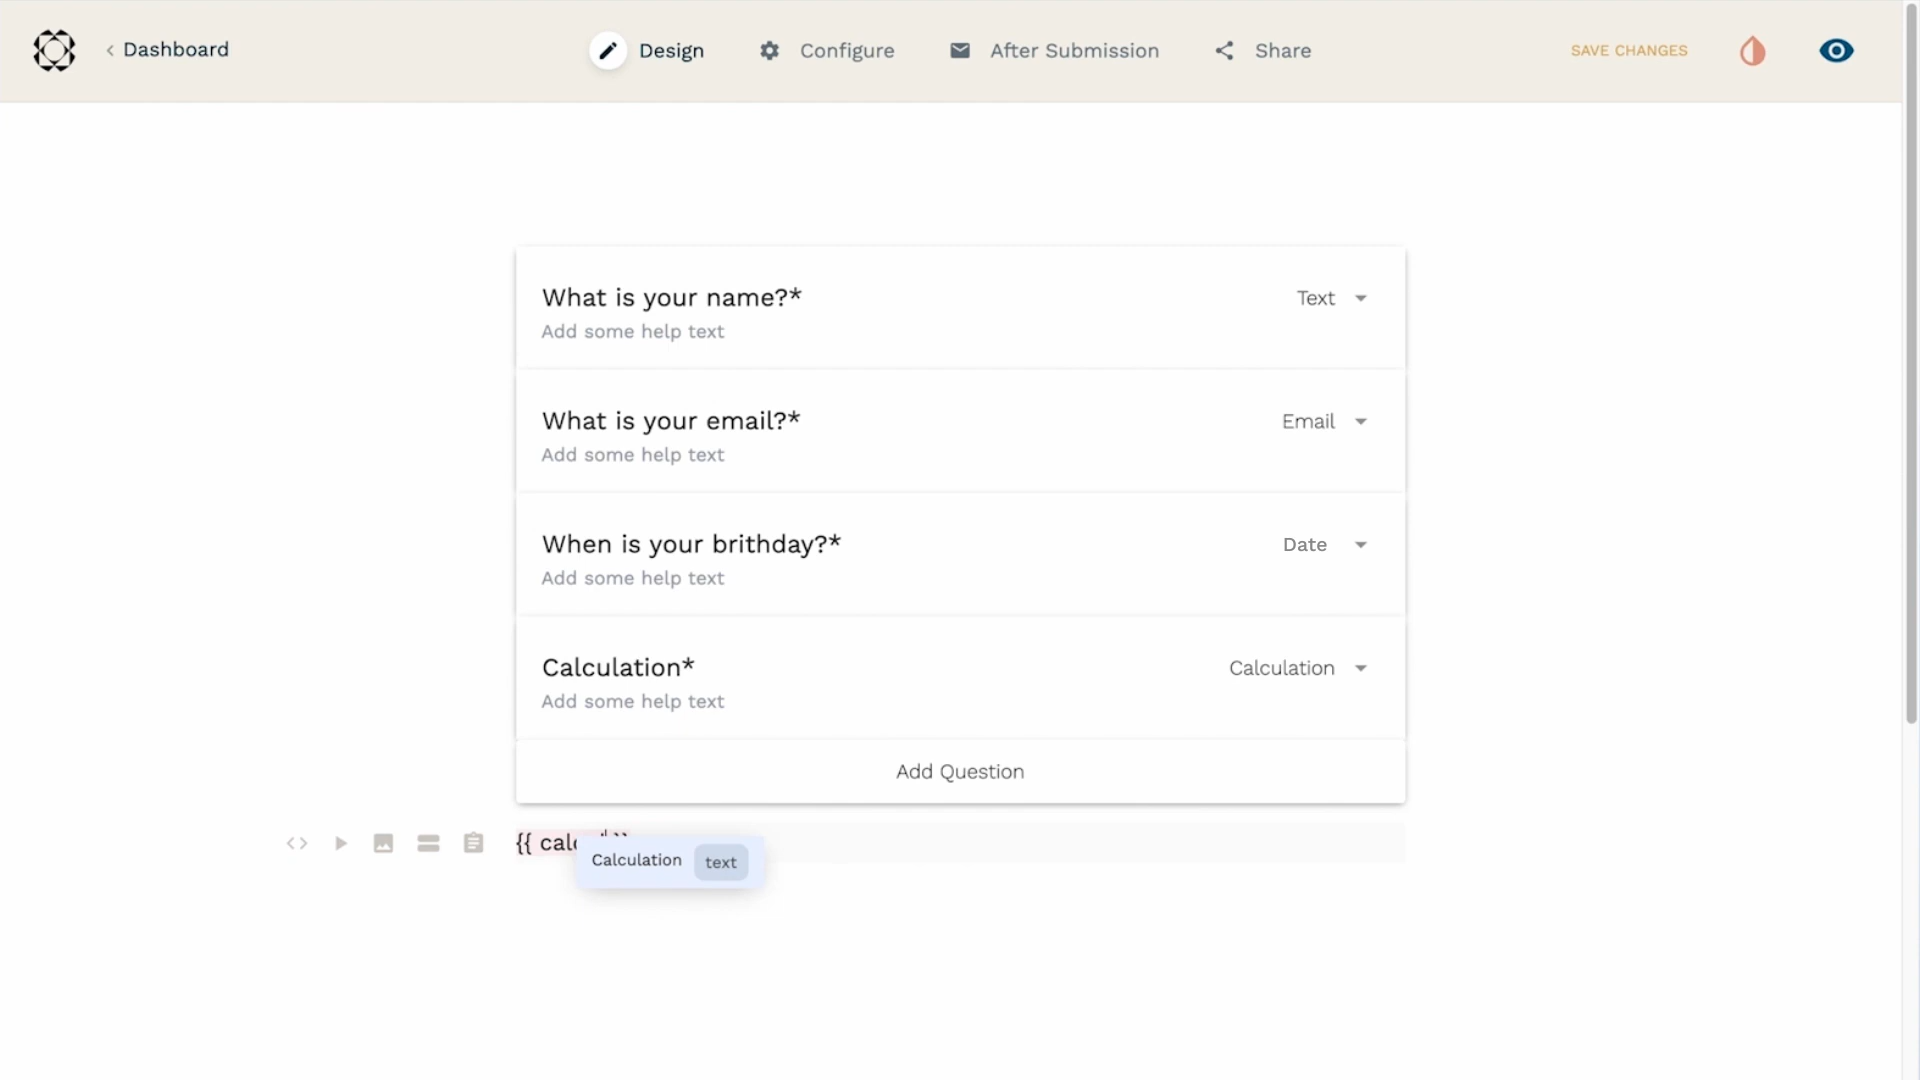 Dashboard
Design
Configure
After Submission
Share
SAVE CHANGES
What is your name?*
Text
Add some help text
What is your email?*
Email
Add some help text
When is your brithday?*
Date
Add some help text
Calculation*
Calculation
Add some help text
Add Question
{{
Calculation text